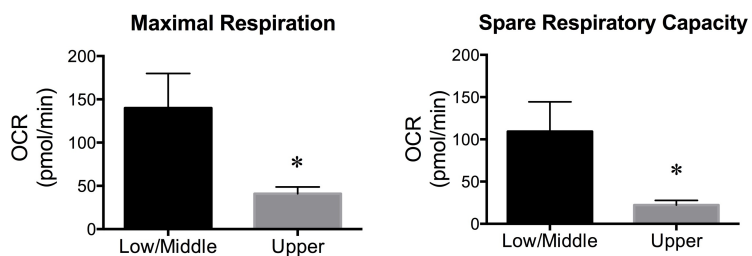 Maximal Respiration
OCR
(pmol/min)
200
150
100
50
0
*
Low/Middle
Upper
Spare Respiratory Capacity
OCR
(pmol/min)
200
150
100
50
0
*
Low/Middle
Upper